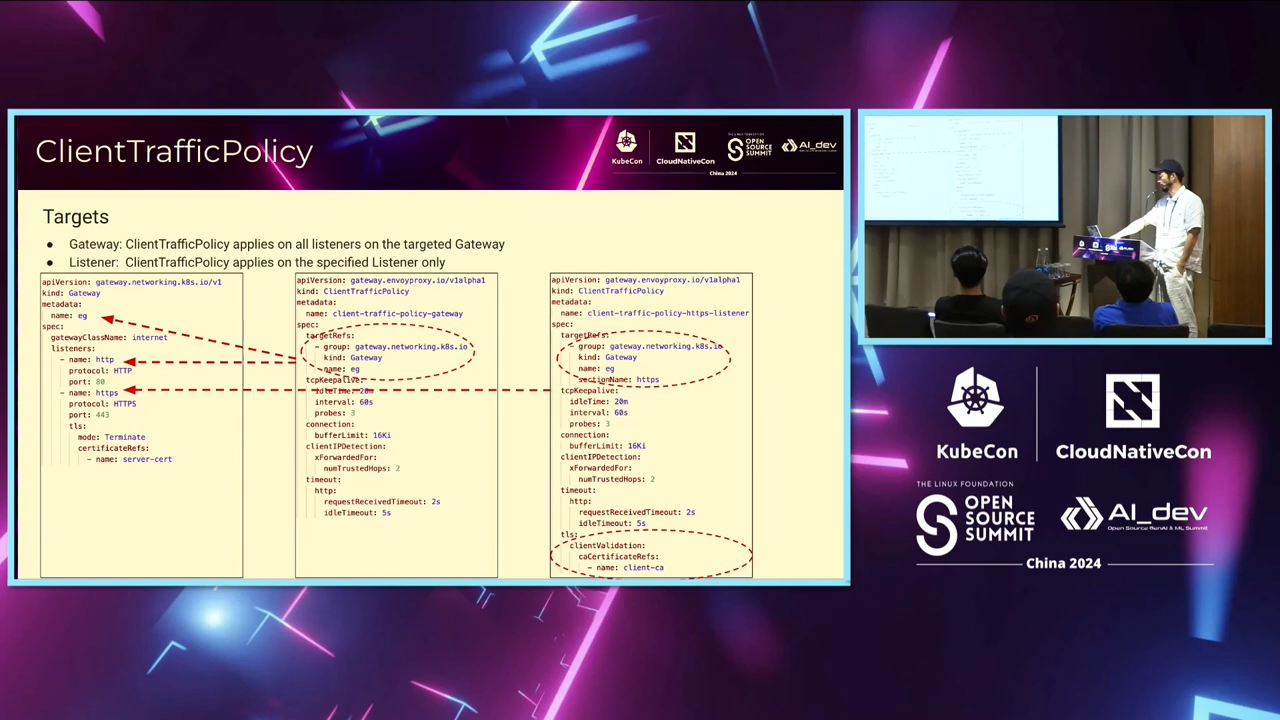 ClientTrafficPolicy
KubeCon
CloudNativeCon
THE LINUX FOUNDATION
OPEN SOURCE SUMMIT
AI_dev
China 2024
Targets
● Gateway: ClientTrafficPolicy applies on all listeners on the targeted Gateway
● Listener: ClientTrafficPolicy applies on the specified Listener only
apiVersion: gateway.networking.k8s.io/v1
kind: Gateway
metadata:
name: eg
spec:
gatewayClassName: internet
listeners:
- name: http
protocol: HTTP
port: 80
- name: https
protocol: HTTPS
port: 443
tls:
mode: Terminate
certificateRefs:
- name: server-cert
apiVersion: gateway.envoyproxy.io/v1alpha1
kind: ClientTrafficPolicy
metadata:
name: client-traffic-policy-gateway
spec:
targetRefs:
- group: gateway.networking.k8s.io
kind: Gateway
name: eg
tcpKeepalive:
idleTime: 20m
interval: 60s
probes: 3
connection:
bufferLimit: 16Ki
clientIPDetection:
xForwardedFor:
numTrustedHops: 2
timeout:
http:
requestReceivedTimeout: 2s
idleTimeout: 5s
apiVersion: gateway.envoyproxy.io/v1alpha1
kind: ClientTrafficPolicy
metadata:
name: client-traffic-policy-https-listener
spec:
targetRefs:
- group: gateway.networking.k8s.io
kind: Gateway
name: eg
sectionName: https
tcpKeepalive:
idleTime: 20m
interval: 60s
probes: 3
connection:
bufferLimit: 16Ki
clientIPDetection:
xForwardedFor:
numTrustedHops: 2
timeout:
http:
requestReceivedTimeout: 2s
idleTimeout: 5s
tls:
clientValidation:
caCertificateRefs:
- name: client-ca
KubeCon
CloudNativeCon
THE LINUX FOUNDATION
OPEN
SOURCE
SUMMIT
AI_dev
Open Source GenAI & ML Summit
China 2024